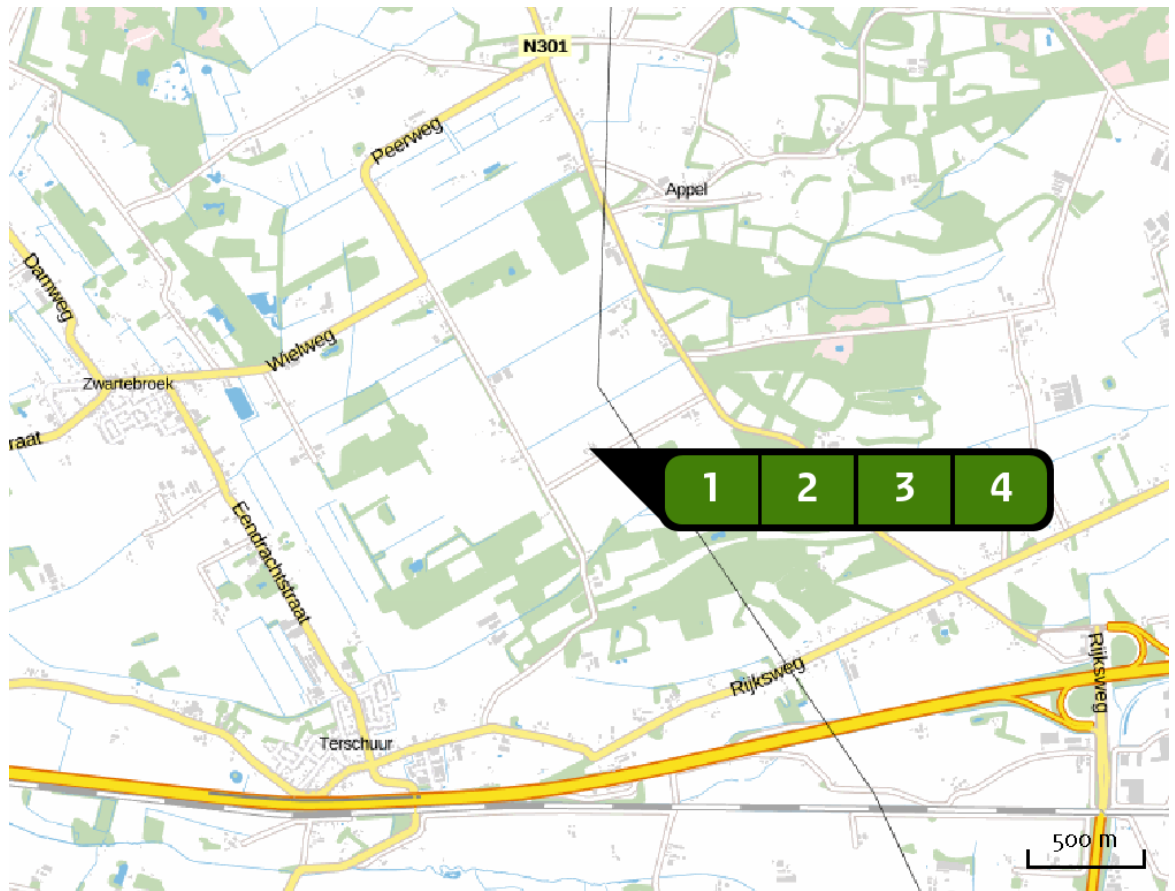 N301
Peerweg
Appel
Damweg
Wielweg
Zwartebroek
raat
1 2 3 4
Eendrachtstraat
Rijksweg
Rijksweg
Terschuur
500 m